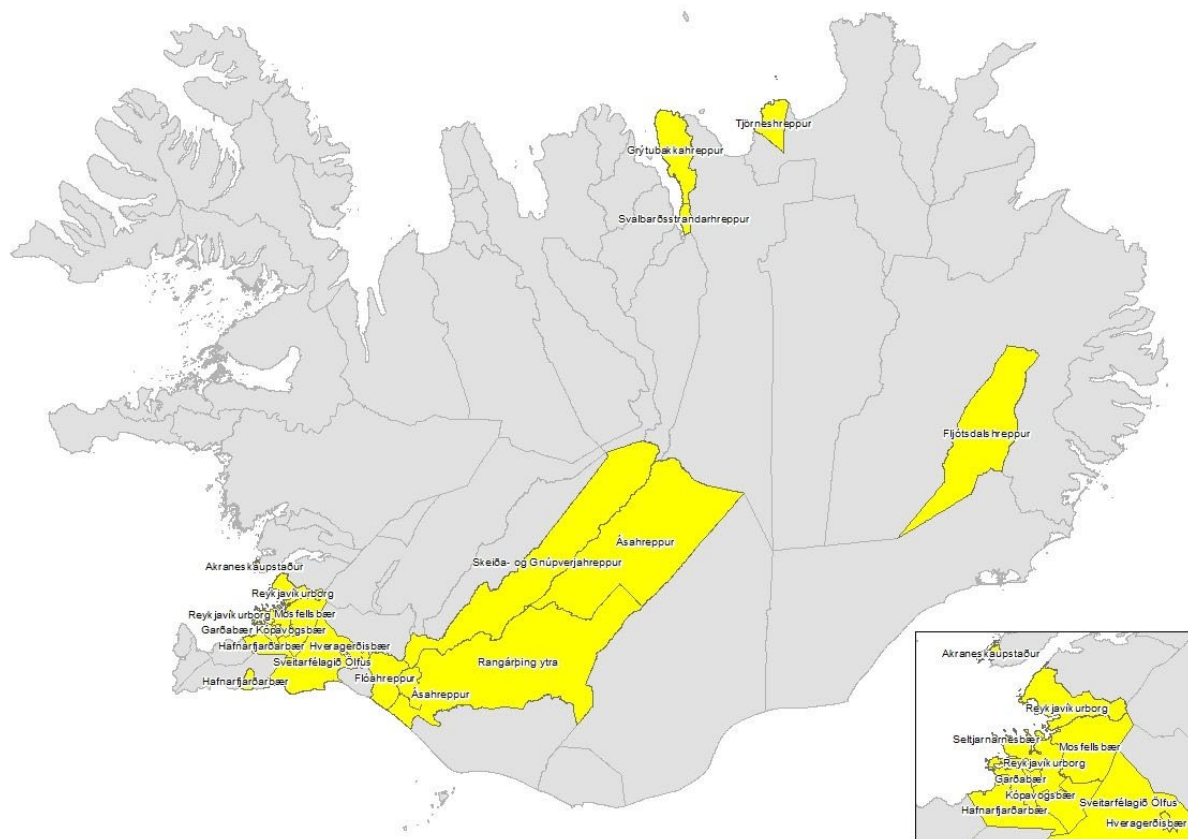 Tjörneshreppur
Grýtubakkahreppur
Svalbarðsstrandarhreppur
Fljótsdalshreppur
Ásahreppur
Skeiða- og Gnúpverjahreppur
Akraneskaupstaður
Reykjavíkurborg
Reykjavíkurborg
Mosfellsbær
Garðabær
Kópavogsbær
Hafnarfjarðarbær
Hveragerðisbær
Sveitarfélagið Ölfus
Rangárþing ytra
Flóahreppur
Hafnarfjarðarbær
Ásahreppur
Akraneskaupstaður
Reykjavíkurborg
Seltjarnarnesbær
Mosfellsbær
Reykjavíkurborg
Garðabær
Kópavogsbær
Sveitarfélagið Ölfus
Hafnarfjarðarbær
Hveragerðisbær